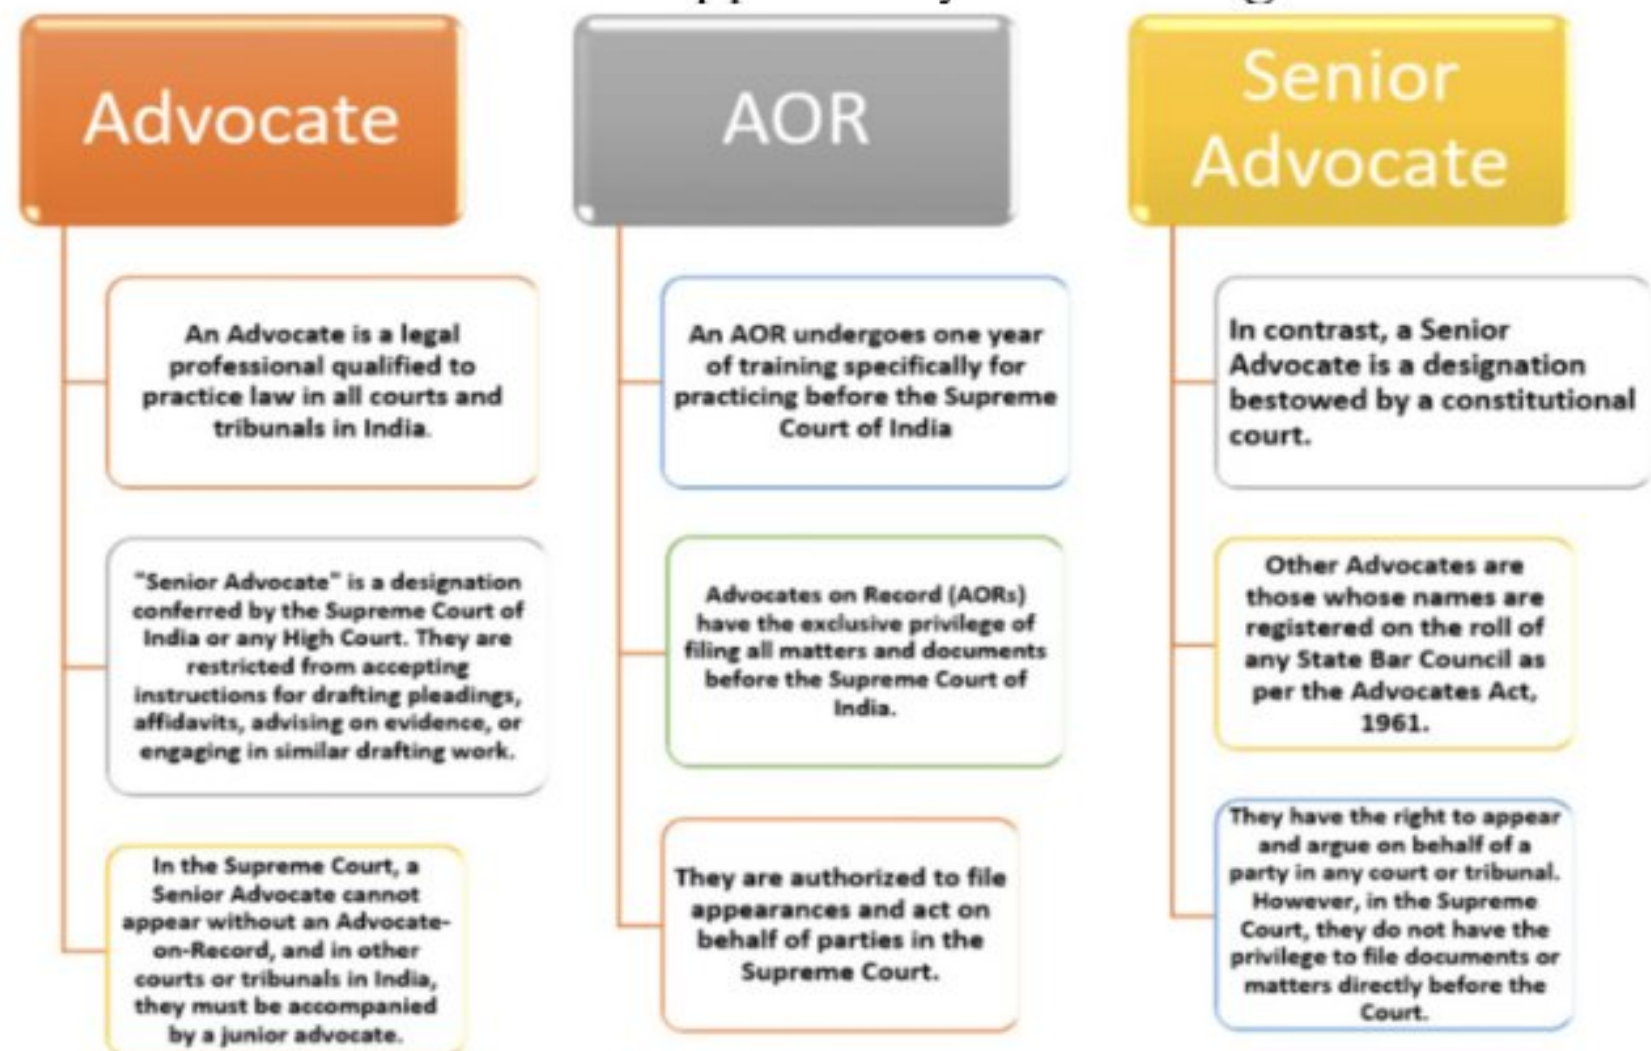 Advocate
An Advocate is a legal
professional qualified to
practice law in all courts and
tribunals in India.
"Senior Advocate" is a designation
conferred by the Supreme Court of
India or any High Court. They are
restricted from accepting
instructions for drafting pleadings,
affidavits, advising on evidence, or
engaging in similar drafting work.
In the Supreme Court, a
Senior Advocate cannot
appear without an Advocate-
on-Record, and in other
courts or tribunals in India,
they must be accompanied
by a junior advocate.
AOR
An AOR undergoes one year
of training specifically for
practicing before the Supreme
Court of India
Advocates on Record (AORs)
have the exclusive privilege of
filing all matters and documents
before the Supreme Court of
India.
They are authorized to file
appearances and act on
behalf of parties in the
Supreme Court.
Senior
Advocate
In contrast, a Senior
Advocate is a designation
bestowed by a constitutional
court.
Other Advocates are
those whose names are
registered on the roll of
any State Bar Council as
per the Advocates Act,
1961.
They have the right to appear
and argue on behalf of a
party in any court or tribunal.
However, in the Supreme
Court, they do not have the
privilege to file documents or
matters directly before the
Court.